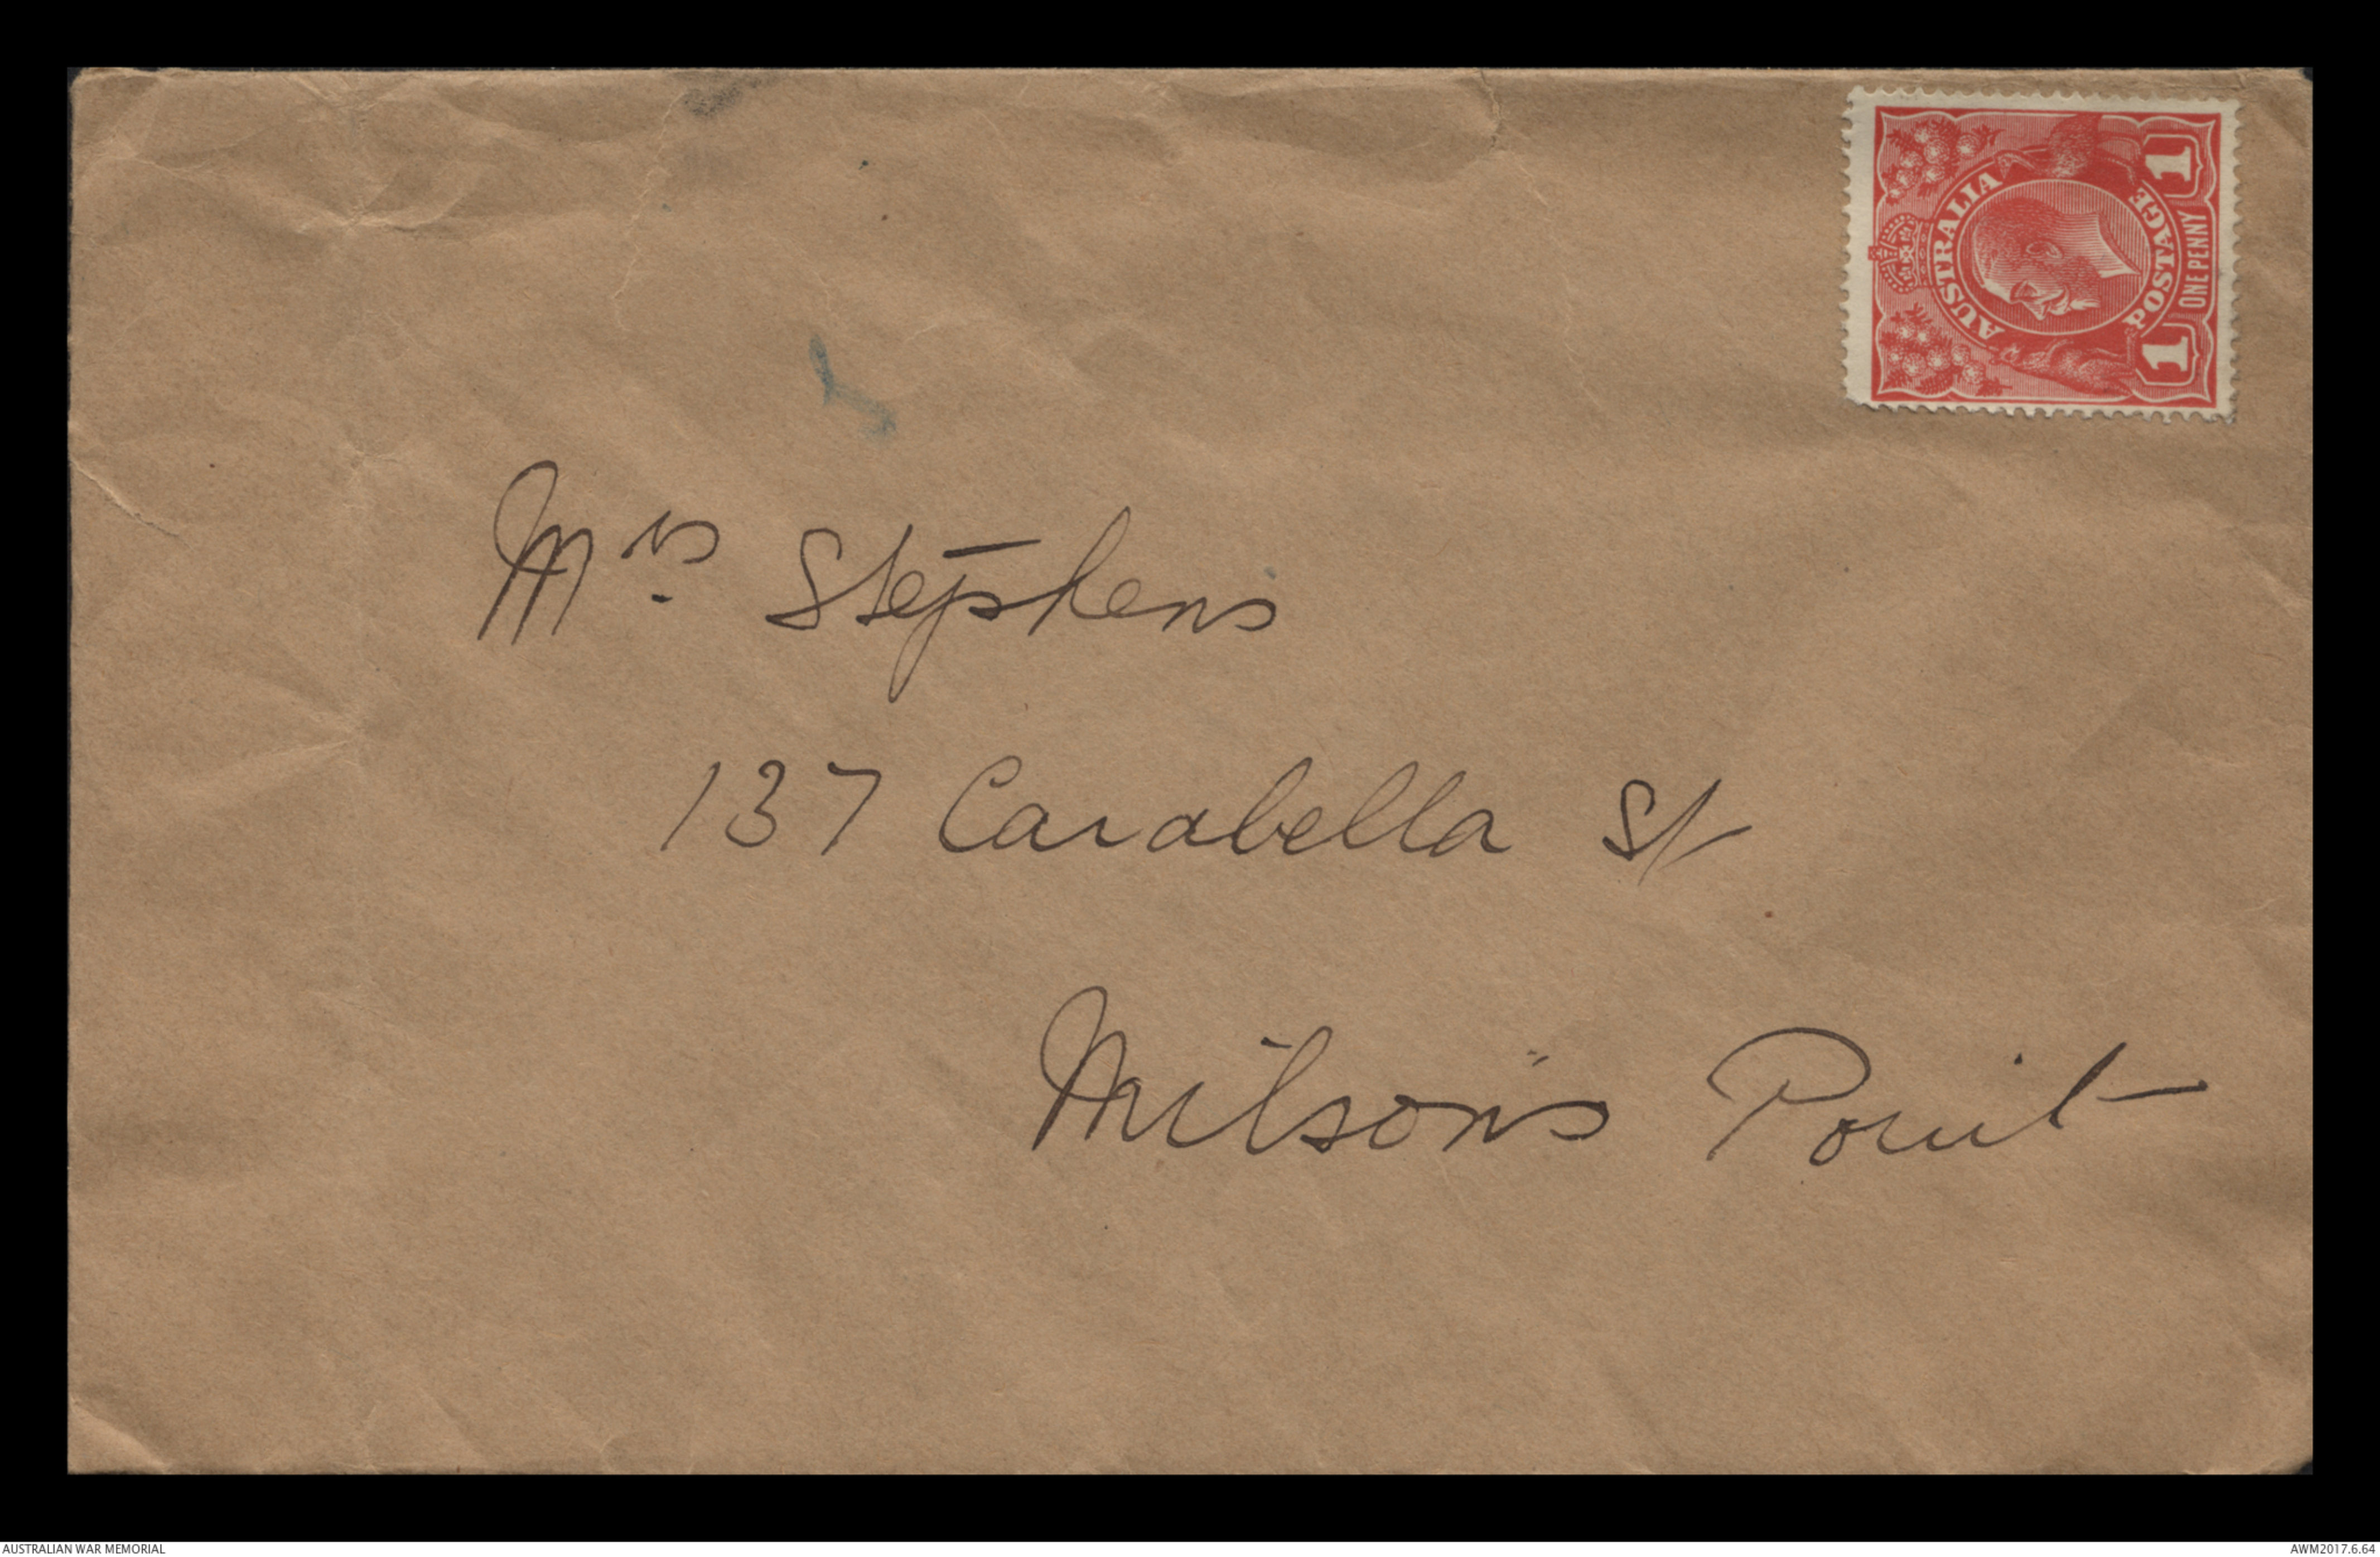 AUSTRALIA
POSTAGE
1 ONE PENNY 1
Mrs. Stephens
137 Carabella St
Milson's Point
AUSTRALIAN WAR MEMORIAL
AWM2017.6.64